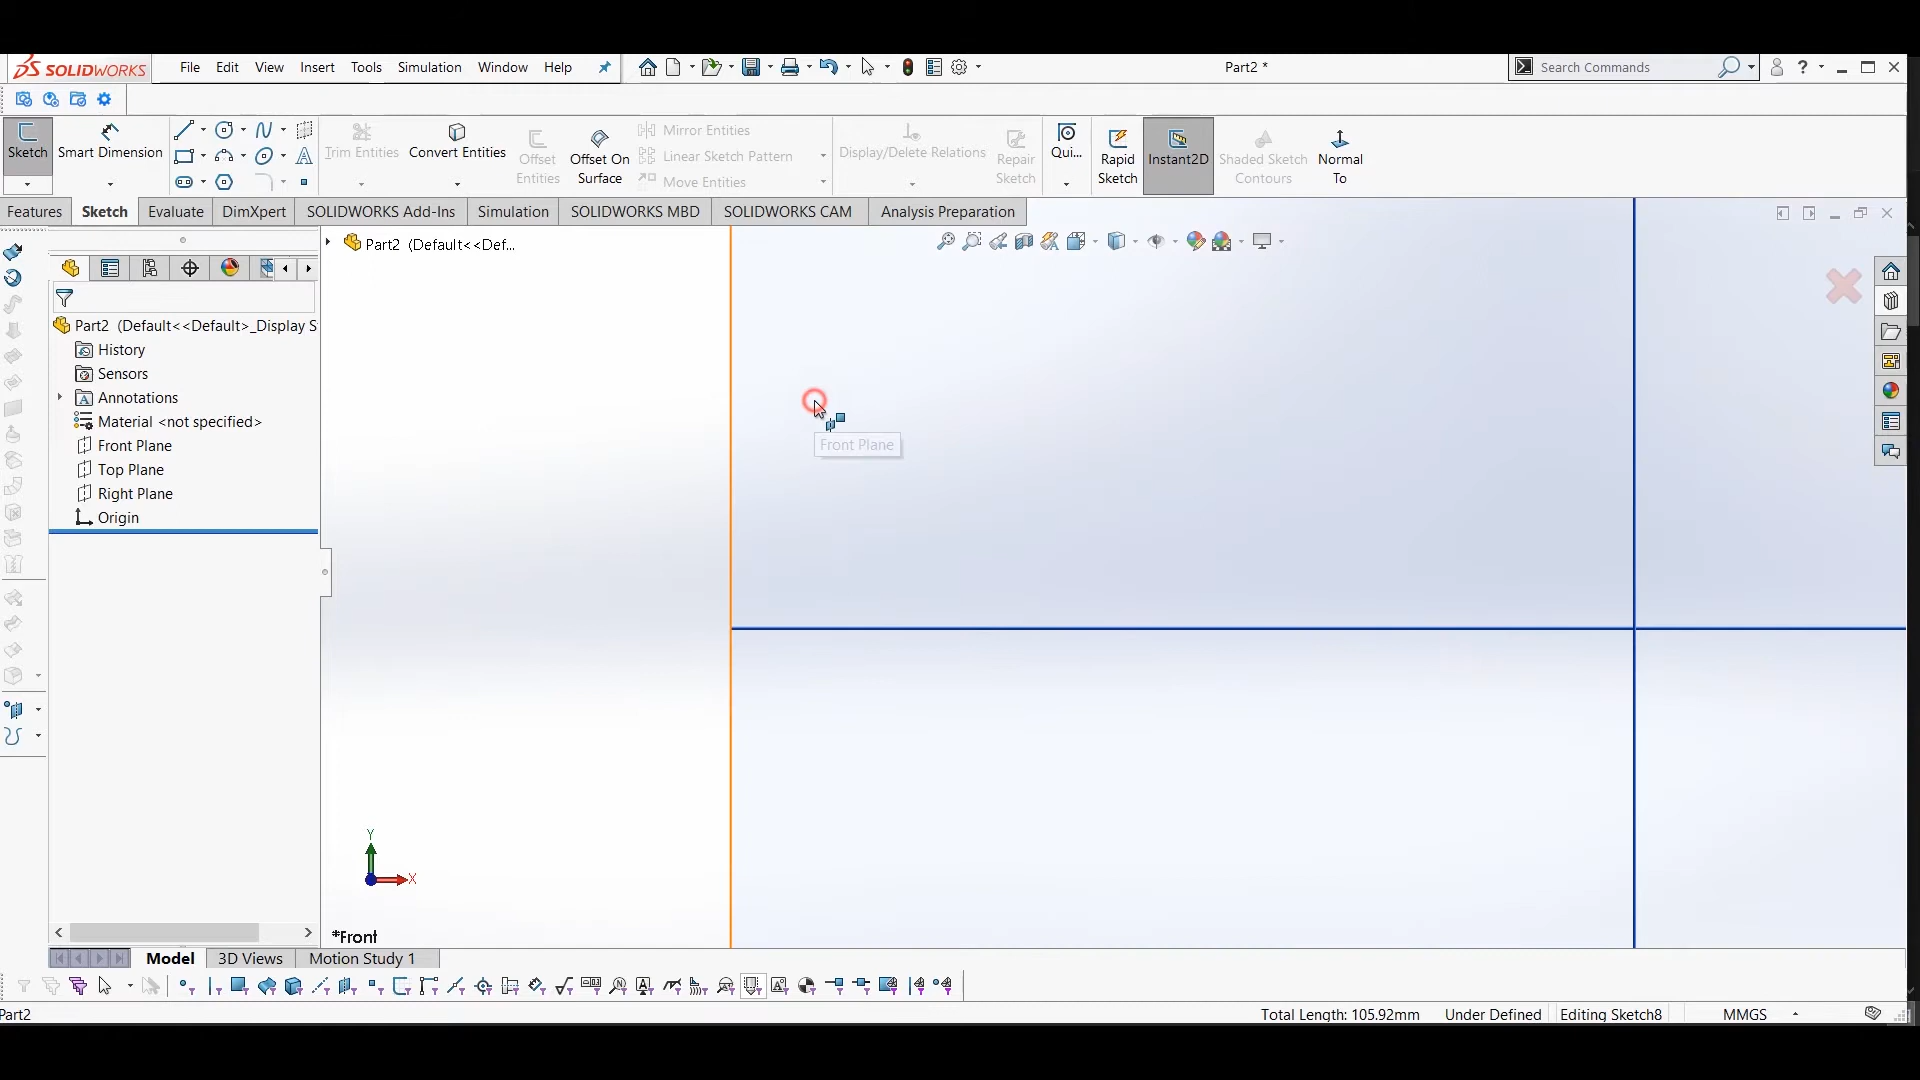 SOLIDWORKS File Edit View Insert Tools Simulation Window Help Part2 * Search Commands ?
Sketch Smart Dimension Trim Entities Convert Entities Offset Entities Offset On Surface Mirror Entities Linear Sketch Pattern Move Entities Display/Delete Relations Repair Sketch Qui... Rapid Sketch Instant2D Shaded Sketch Contours Normal To
Features Sketch Evaluate DimXpert SOLIDWORKS Add-Ins Simulation SOLIDWORKS MBD SOLIDWORKS CAM Analysis Preparation
Part2 (Default<<Def...
Part2 (Default<<Default>_Display S
History
Sensors
Annotations
Material <not specified>
Front Plane
Top Plane
Right Plane
Origin
Front Plane
Y
X
*Front
Model 3D Views Motion Study 1
Part2 Total Length: 105.92mm Under Defined Editing Sketch8 MMGS